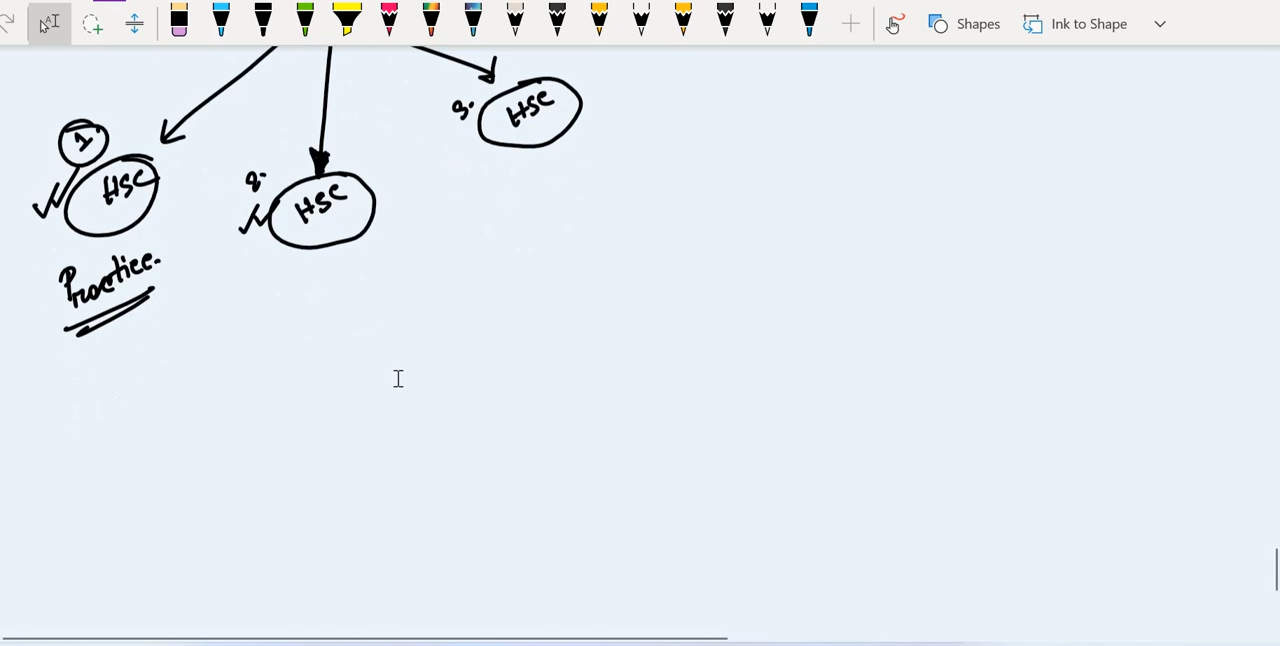 Shapes
Ink to Shape
3. HSC
1
HSC
2.
HSC
Practice.